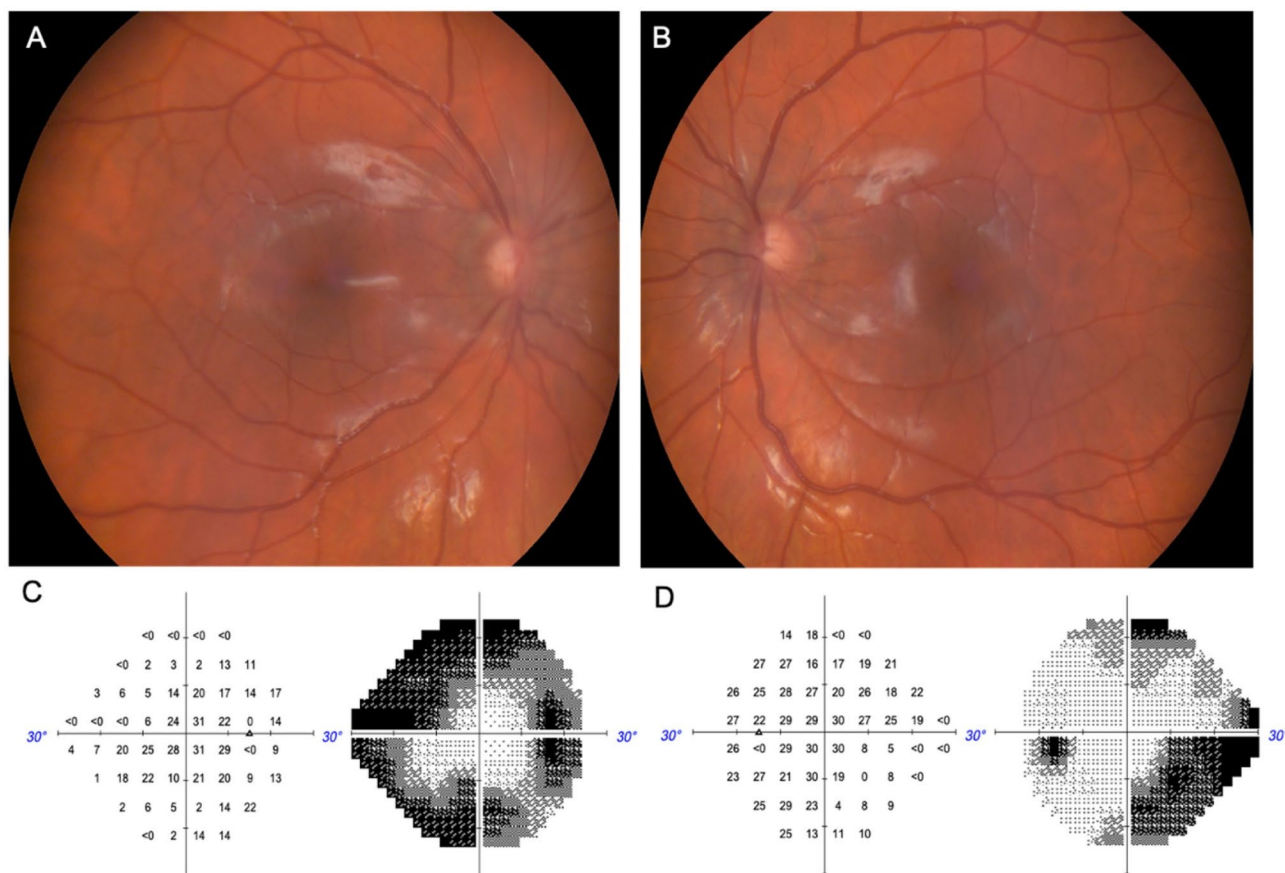 A
B
C
D
<0 <0 <0 <0
<0 2 3 2 13 11
3 6 5 14 20 17 14 17
<0 <0 <0 6 24 31 22 0 14
30° 30°
4 7 20 25 28 31 29 <0 9
1 18 22 10 21 20 9 13
2 6 5 2 14 22
<0 2 14 14
14 18 <0 <0
27 27 16 17 19 21
26 25 28 27 20 26 18 22
27 22 29 29 30 27 25 19 <0
30° 30
26 <0 29 30 30 8 5 <0 <0
23 27 21 30 19 0 8 <0
25 29 23 4 8 9
25 13 11 10